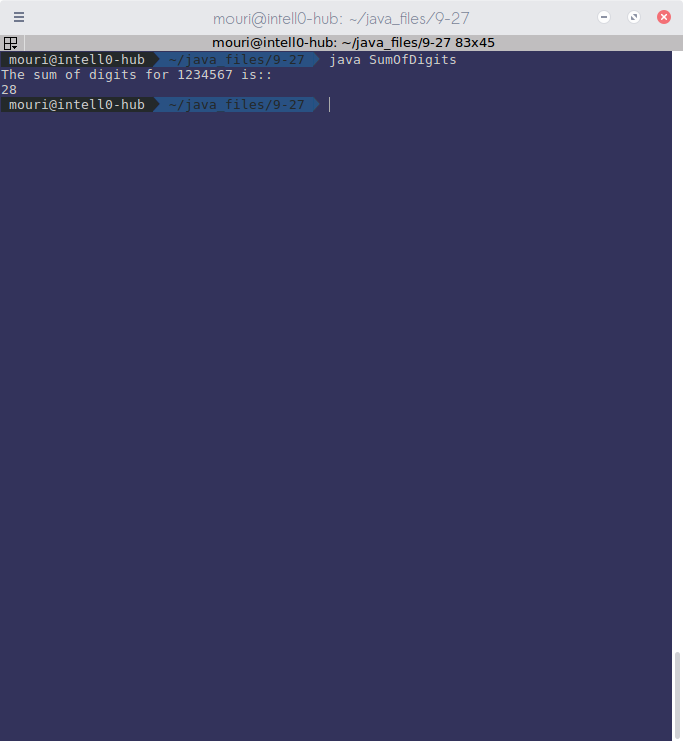 mouri@intell0-hub: ~/java_files/9-27
mouri@intell0-hub: ~/java_files/9-27 83x45
mouri@intell0-hub ~/java_files/9-27 java SumOfDigits
The sum of digits for 1234567 is::
28
mouri@intell0-hub ~/java_files/9-27